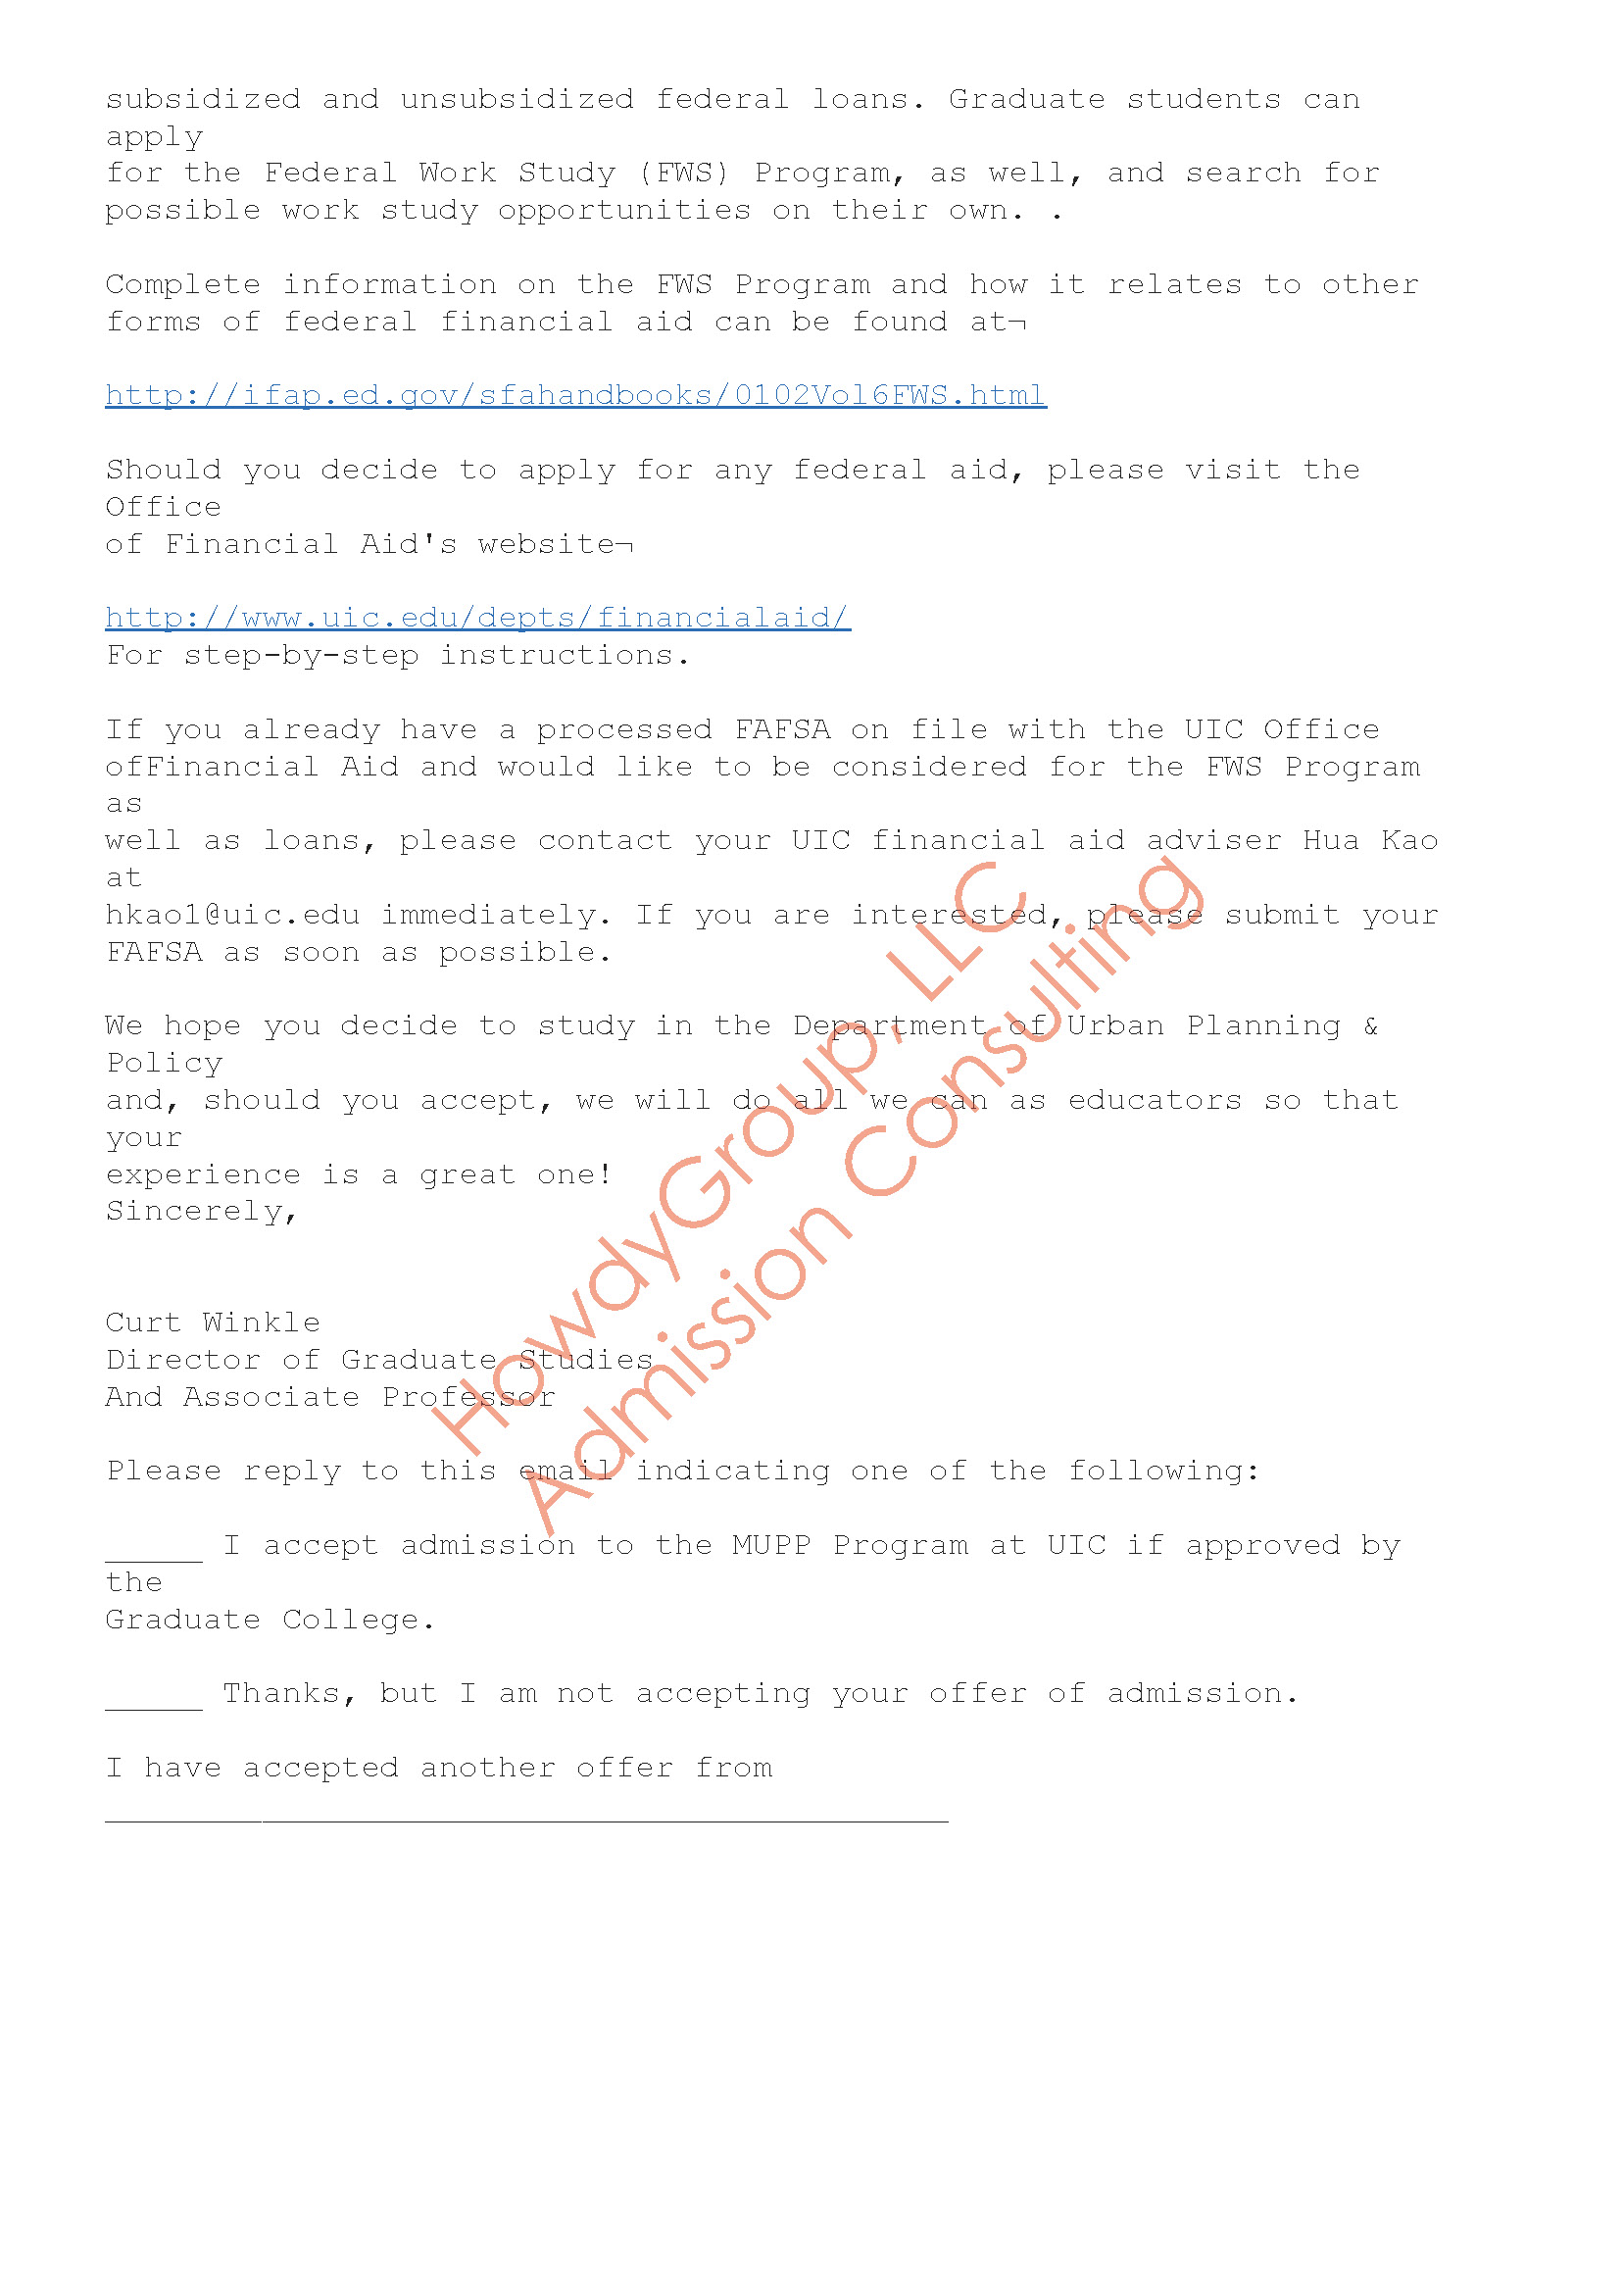 subsidized and unsubsidized federal loans. Graduate students can
apply
for the Federal Work Study (FWS) Program, as well, and search for
possible work study opportunities on their own. .
Complete information on the FWS Program and how it relates to other
forms of federal financial aid can be found at¬
http://ifap.ed.gov/sfahandbooks/0102Vol6FWS.html
Should you decide to apply for any federal aid, please visit the
Office
of Financial Aid's website¬
http://www.uic.edu/depts/financialaid/
For step-by-step instructions.
If you already have a processed FAFSA on file with the UIC Office
ofFinancial Aid and would like to be considered for the FWS Program
as
well as loans, please contact your UIC financial aid adviser Hua Kao
at
hkao1@uic.edu immediately. If you are interested, please submit your
FAFSA as soon as possible.
We hope you decide to study in the Department of Urban Planning &
Policy
and, should you accept, we will do all we can as educators so that
your
experience is a great one!
Sincerely,
Curt Winkle
Director of Graduate Studies
And Associate Professor
Please reply to this email indicating one of the following:
_____ I accept admission to the MUPP Program at UIC if approved by
the
Graduate College.
_____ Thanks, but I am not accepting your offer of admission.
I have accepted another offer from
___________________________________________
HowdyGroup, LLC
Admission Consulting